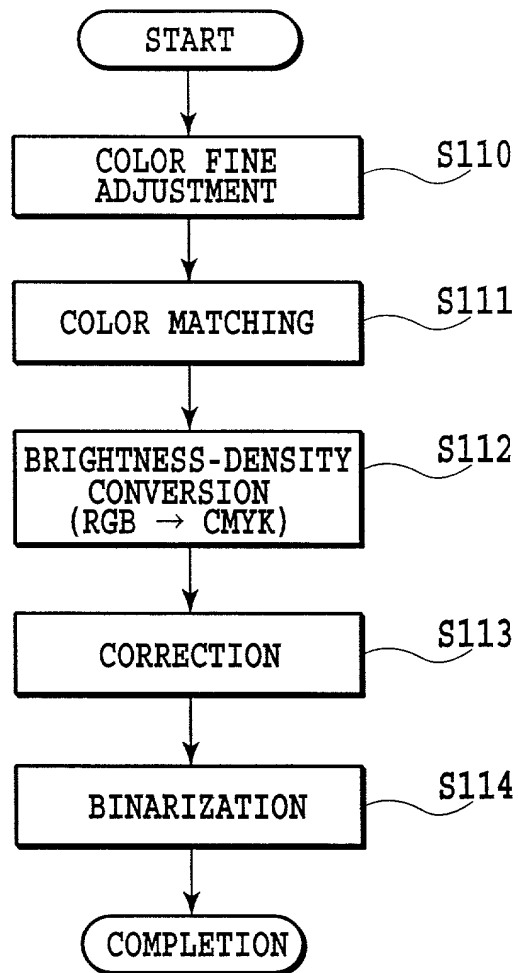 START
COLOR FINE
ADJUSTMENT
S110
COLOR MATCHING
S111
BRIGHTNESS-DENSITY
CONVERSION
(RGB → CMYK)
S112
CORRECTION
S113
BINARIZATION
S114
COMPLETION